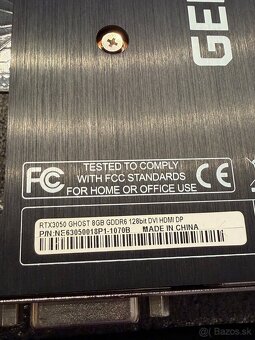 GE
TESTED TO COMPLY
FC WITH FCC STANDARDS CE
FOR HOME OR OFFICE USE
RTX3050 GHOST 8GB GDDR6 128bit DVI HDMI DP
P/N:NE63050018P1-1070B MADE IN CHINA
Bazos.sk